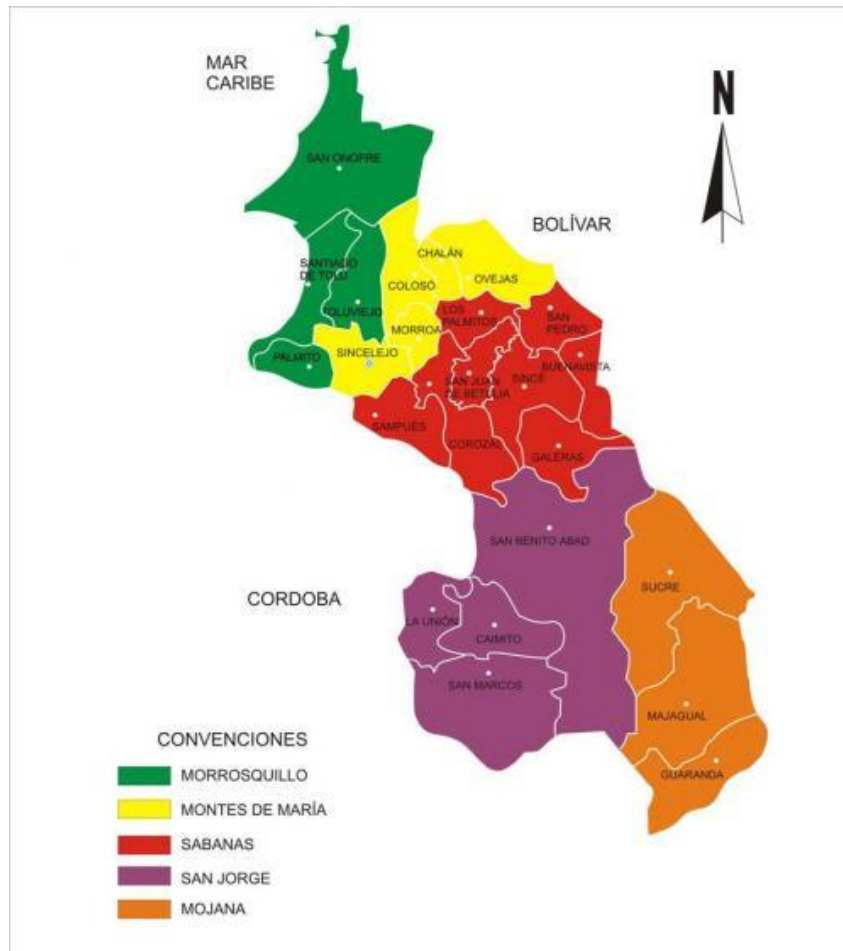 MAR
CARIBE
N
SAN ONOFRE
BOLÍVAR
CHALÁN
SANTIAGO
DE TOLÚ
COLOSÓ
OVEJAS
TOLUVIEJO
LOS
PALMITOS
SAN
PEDRO
MORROA
SINCELEJO
PALMITO
BUENAVISTA
SAN JUAN
DE BETULIA
SINCÉ
SAMPUÉS
COROZAL
GALERAS
SAN BENITO ABAD
CORDOBA
SUCRE
LA UNIÓN
CAIMITO
SAN MARCOS
MAJAGUAL
GUARANDA
CONVENCIONES
MORROSQUILLO
MONTES DE MARÍA
SABANAS
SAN JORGE
MOJANA